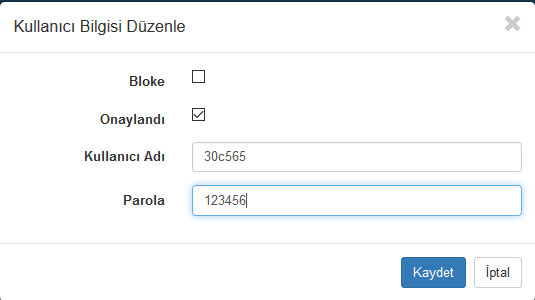 Kullanıcı Bilgisi Düzenle
Bloke
Onaylandı
Kullanıcı Adı 30c565
Parola 123456
Kaydet İptal